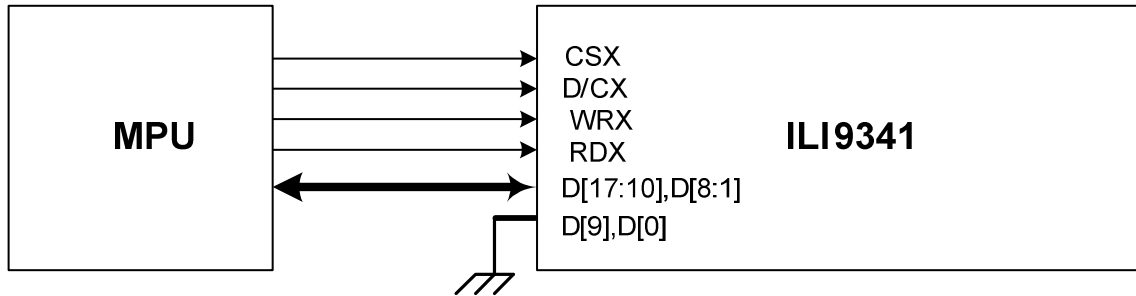 MPU
CSX
D/CX
WRX
RDX
D[17:10],D[8:1]
D[9],D[0]
ILI9341